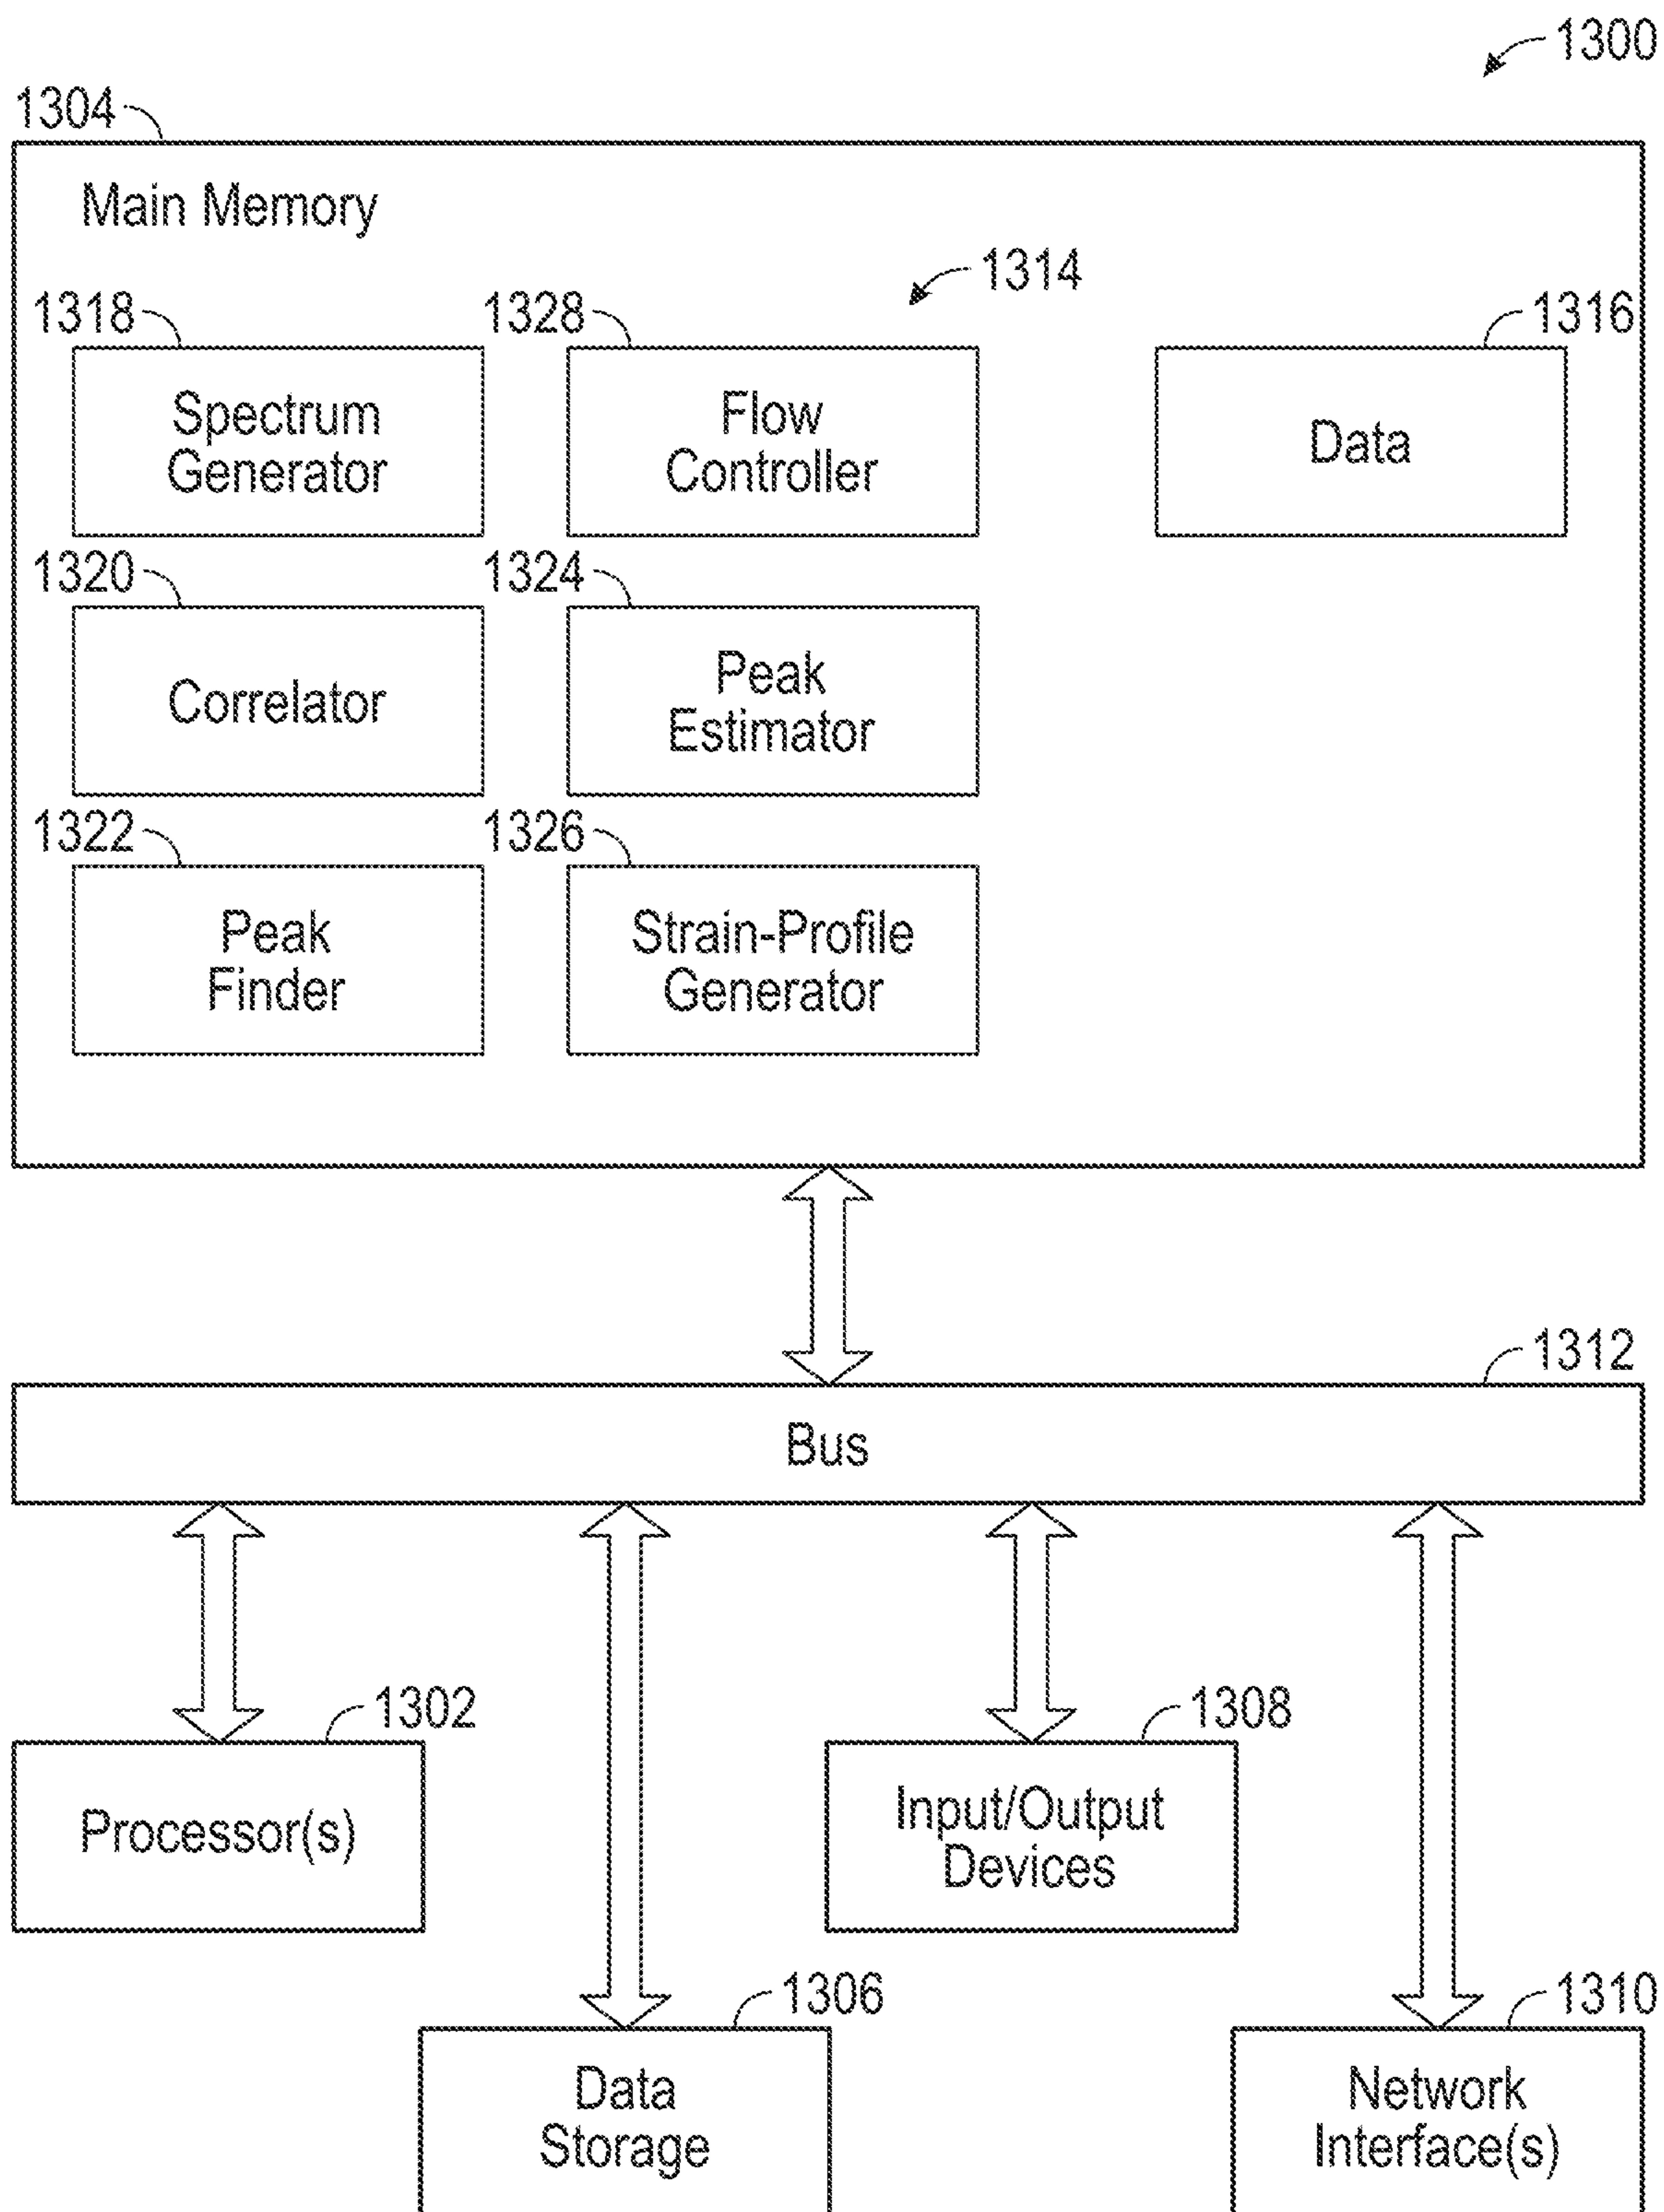 1300
1304
Main Memory
1314
1318
1328
1316
Spectrum
Generator
Flow
Controller
Data
1320
1324
Correlator
Peak
Estimator
1322
1326
Peak
Finder
Strain-Profile
Generator
1312
Bus
1302
1308
Processor(s)
Input/Output
Devices
1306
1310
Data
Storage
Network
Interface(s)